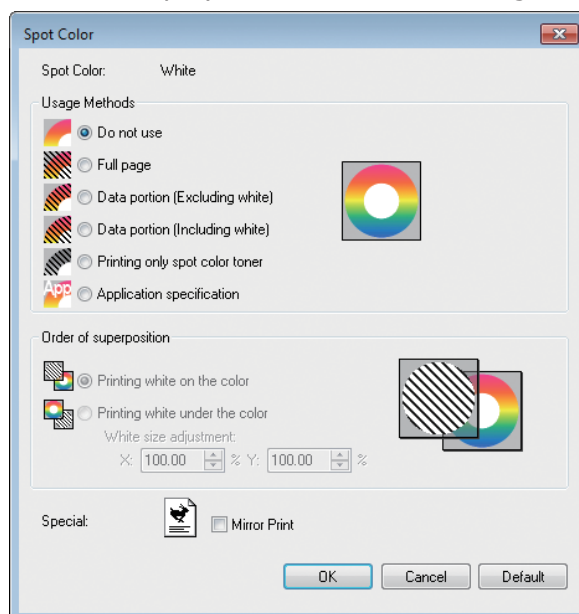 Spot Color
Spot Color: White
Usage Methods
Do not use
Full page
Data portion (Excluding white)
Data portion (Including white)
Printing only spot color toner
App Application specification
Order of superposition
Printing white on the color
Printing white under the color
White size adjustment:
X: 100.00 % Y: 100.00 %
Special: Mirror Print
OK Cancel Default